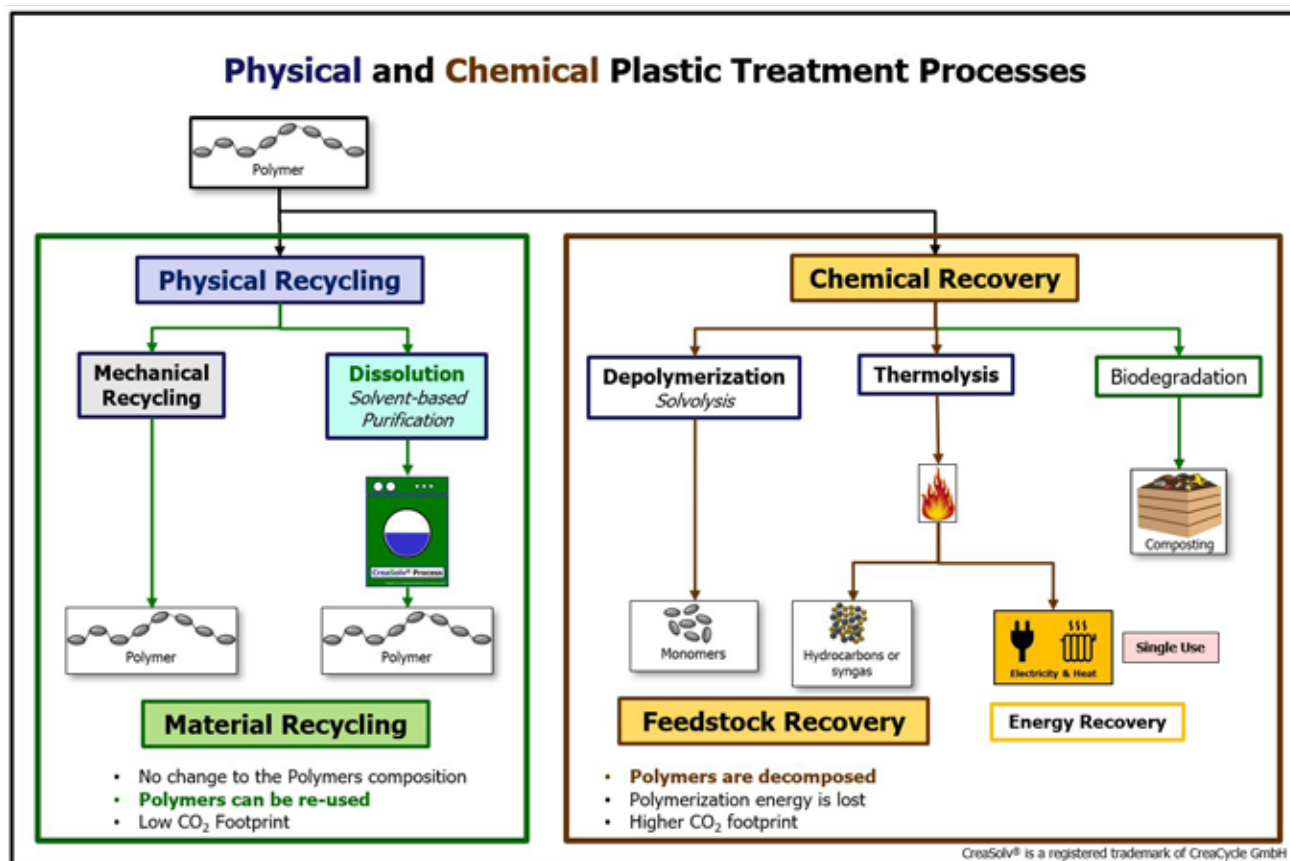 Physical and Chemical Plastic Treatment Processes
Polymer
Physical Recycling
Mechanical
Recycling
Dissolution
Solvent-based
Purification
CreaSolv® Process
Polymer
Polymer
Material Recycling
• No change to the Polymers composition
• Polymers can be re-used
• Low CO₂ Footprint
Chemical Recovery
Depolymerization
Solvolysis
Thermolysis
Biodegradation
Composting
Monomers
Hydrocarbons or
syngas
Electricity & Heat
Single Use
Feedstock Recovery
Energy Recovery
• Polymers are decomposed
• Polymerization energy is lost
• Higher CO₂ footprint
CreaSolv® is a registered trademark of CreaCycle GmbH